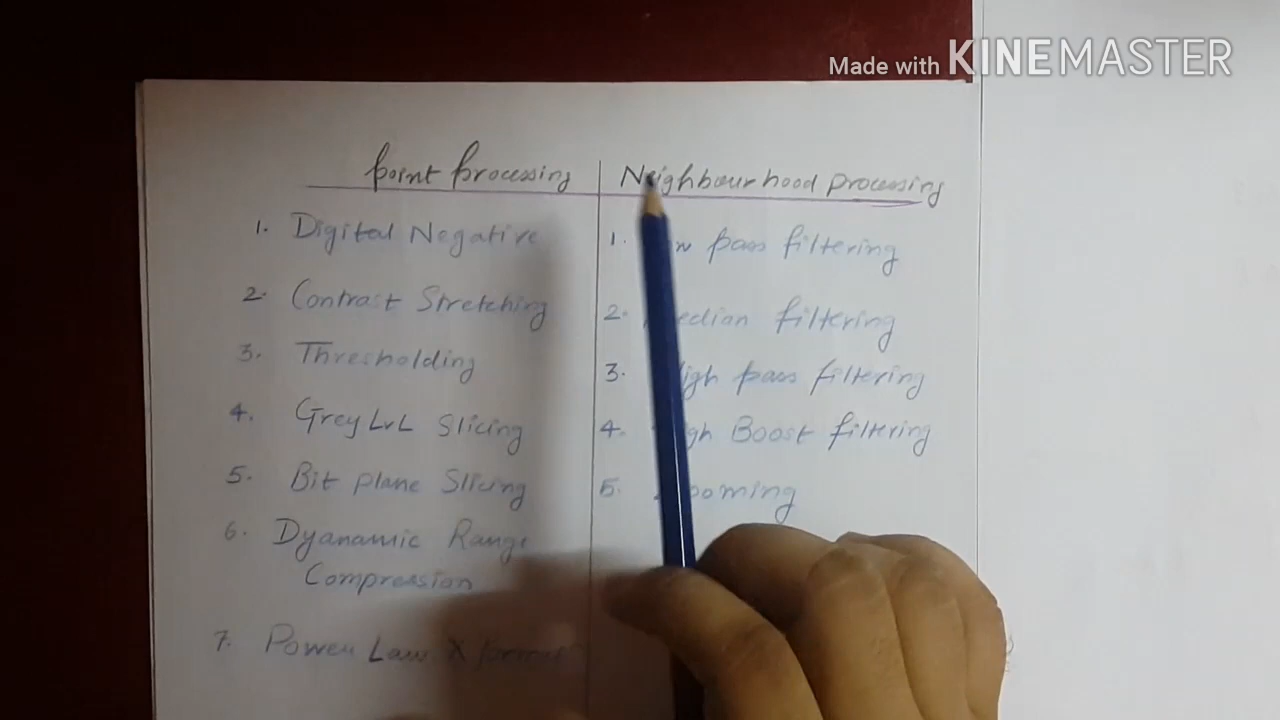 Made with KINEMASTER
Point Processing
Neighbourhood Processing
1. Digital Negative
2. Contrast Stretching
3. Thresholding
4. Grey LvL Slicing
5. Bit plane Slicing
6. Dyanamic Range
Compression
7. Power Law X
1. pass filtering
2. filtering
3. pass filtering
4. Boost filtering
5.